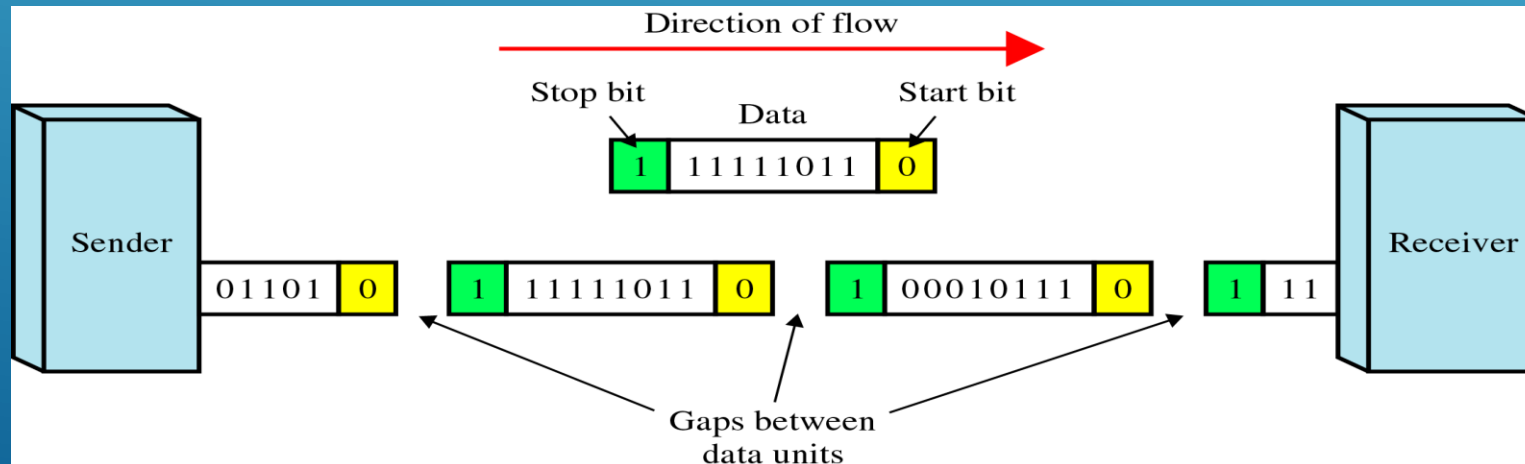 Direction of flow
Stop bit
Start bit
Data
1 11111011 0
Sender
Receiver
01101 0 1 11111011 0 1 00010111 0 1 11
Gaps between
data units